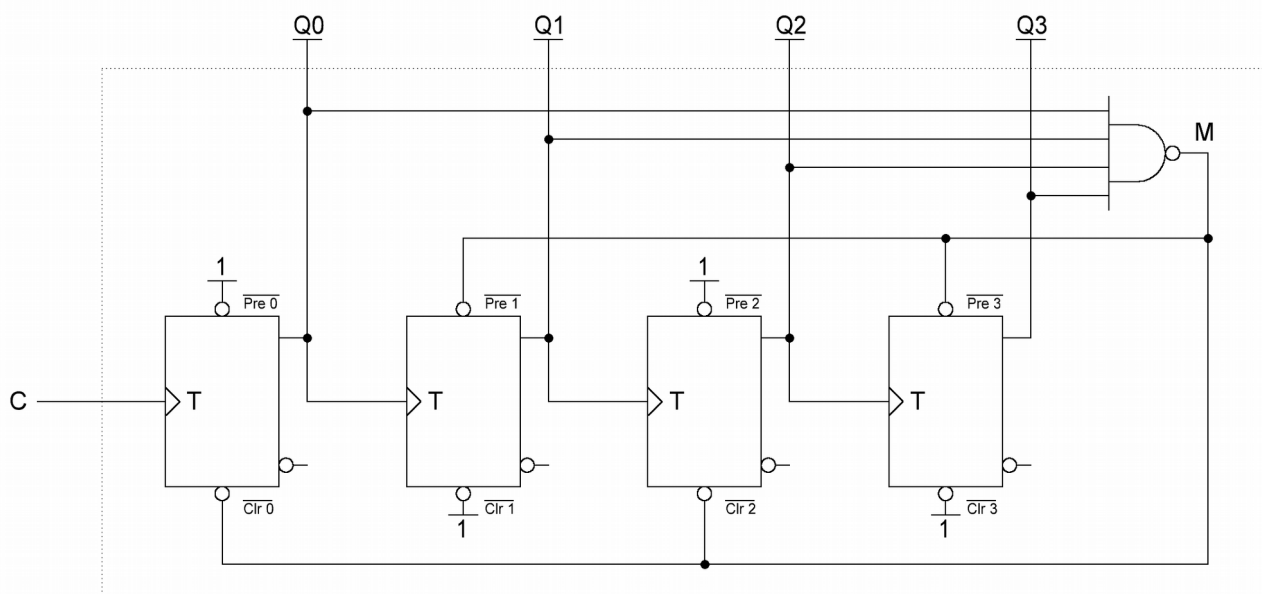 Q0 Q1 Q2 Q3
M
1 1
Pre 0 Pre 1 Pre 2 Pre 3
C T T T T
Clr 0 Clr 1 Clr 2 Clr 3
1 1